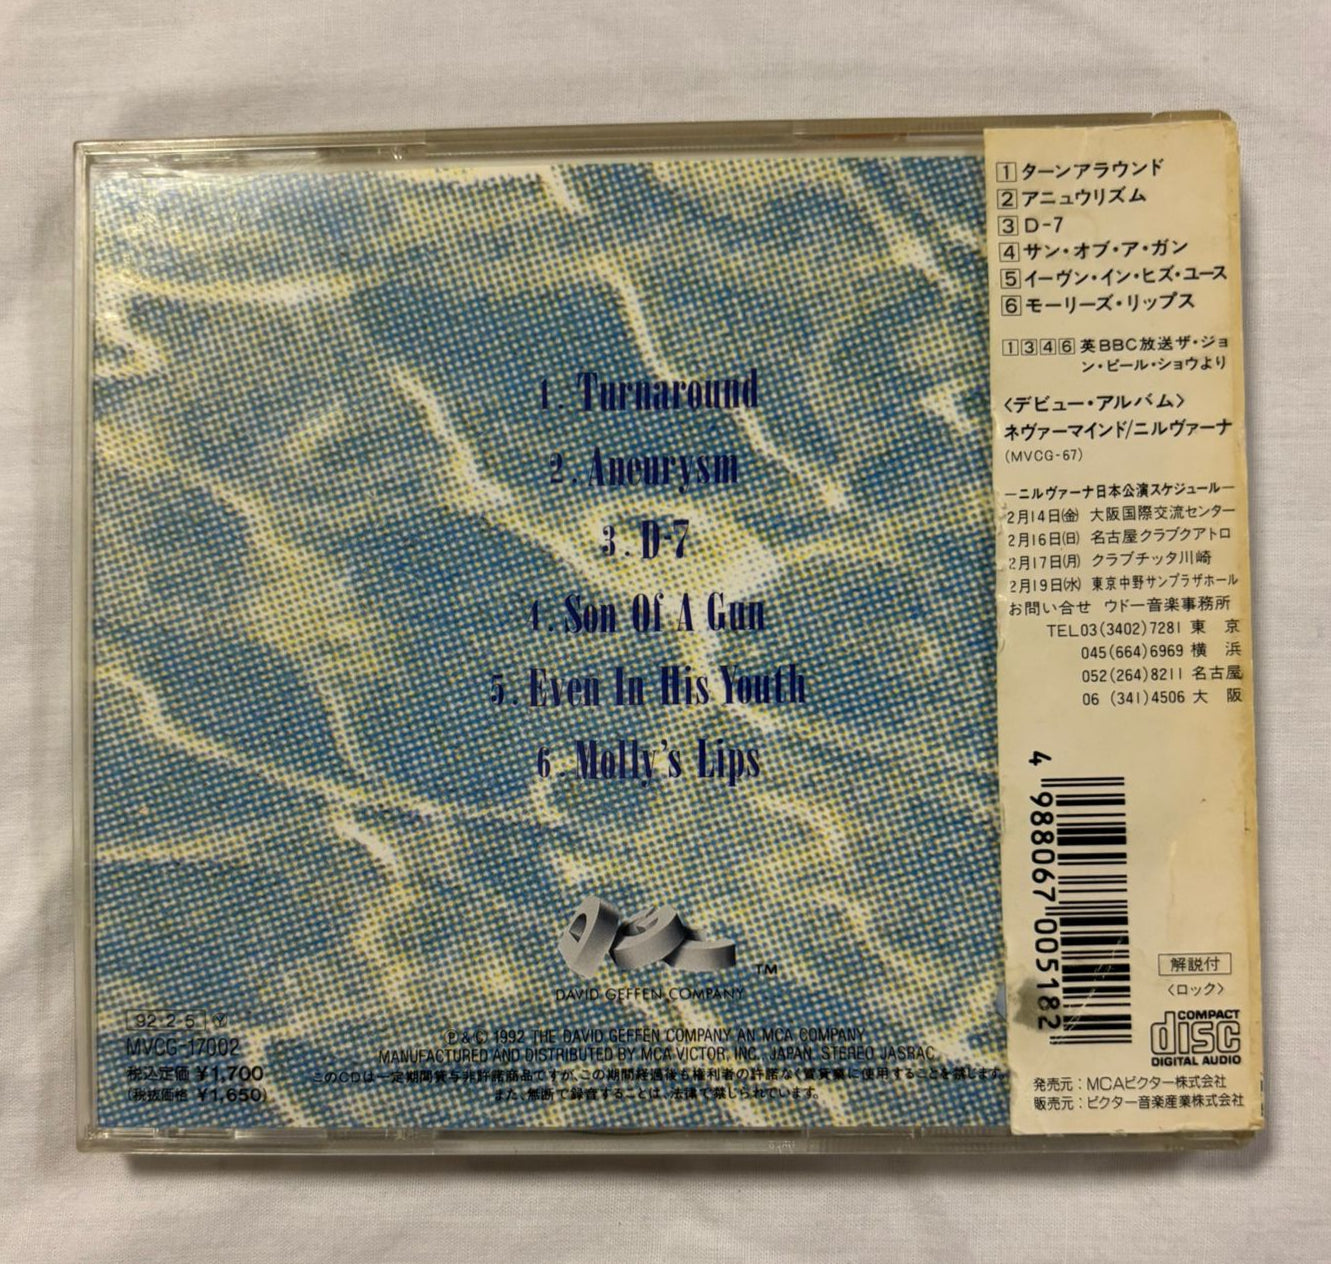 1. Turnaround
2. Aneurysm
3. D-7
4. Son Of A Gun
5. Even In His Youth
6. Molly's Lips
TM
DAVID GEFFEN COMPANY
92・2・5 Y
MVCG-17002
税込定価 ¥1,700
(税抜価格 ¥1,650)
Ⓟ&© 1992 THE DAVID GEFFEN COMPANY AN MCA COMPANY
MANUFACTURED AND DISTRIBUTED BY MCA VICTOR, INC., JAPAN. STEREO JASRAC
このCDは一定期間貸与非許諾商品ですが、この期間経過後も権利者の許諾なく賃貸業に使用することを禁じます。
また、無断で録音することは、法律で禁じられています。
1 ターンアラウンド
2 アニュウリズム
3 D-7
4 サン・オブ・ア・ガン
5 イーヴン・イン・ヒズ・ユース
6 モーリーズ・リップス
1 3 4 6 英BBC放送ザ・ジョ
ン・ピール・ショウより
〈デビュー・アルバム〉
ネヴァーマインド/ニルヴァーナ
(MVCG-67)
—ニルヴァーナ日本公演スケジュール—
2月14日(金) 大阪国際交流センター
2月16日(日) 名古屋クラブクアトロ
2月17日(月) クラブチッタ川崎
2月19日(水) 東京中野サンプラザホール
お問い合せ ウドー音楽事務所
TEL03(3402)7281 東 京
045(664)6969 横 浜
052(264)8211 名古屋
06 (341)4506 大 阪
4 988067 005182
解説付
〈ロック〉
COMPACT
disc
DIGITAL AUDIO
発売元：MCAビクター株式会社
販売元：ビクター音楽産業株式会社